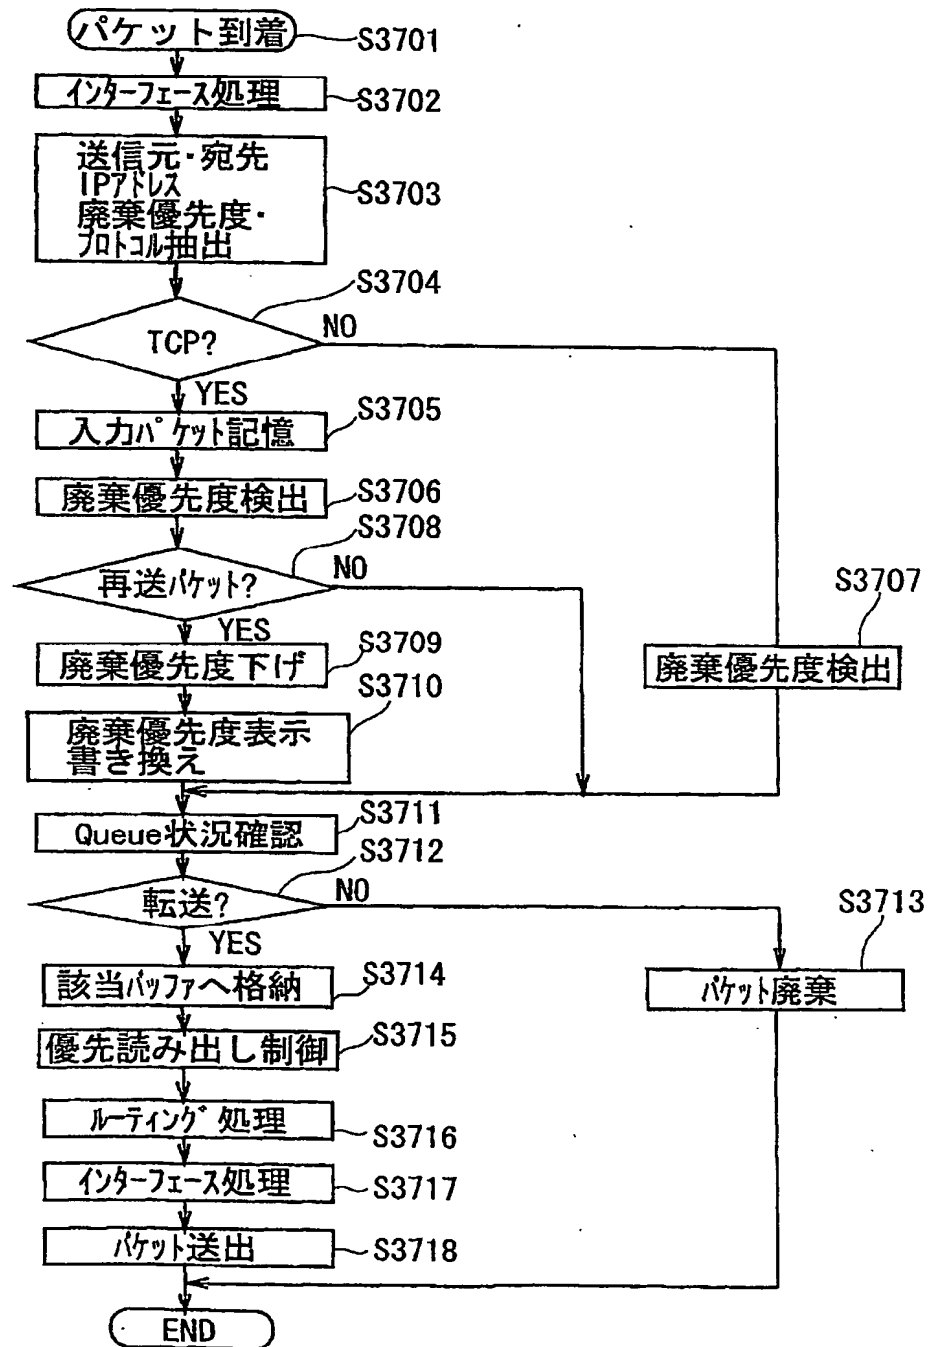 パケット到着
S3701
インターフェース処理
S3702
送信元・宛先
IPアドレス
廃棄優先度・
プロトコル抽出
S3703
S3704
TCP?
NO
YES
S3705
入力パケット記憶
廃棄優先度検出
S3706
S3708
再送パケット?
NO
YES
S3707
廃棄優先度検出
廃棄優先度下げ
S3709
S3710
廃棄優先度表示
書き換え
Queue状況確認
S3711
S3712
転送?
NO
YES
S3713
パケット廃棄
該当バッファへ格納
S3714
優先読み出し制御
S3715
ルーティング処理
S3716
インターフェース処理
S3717
パケット送出
S3718
END